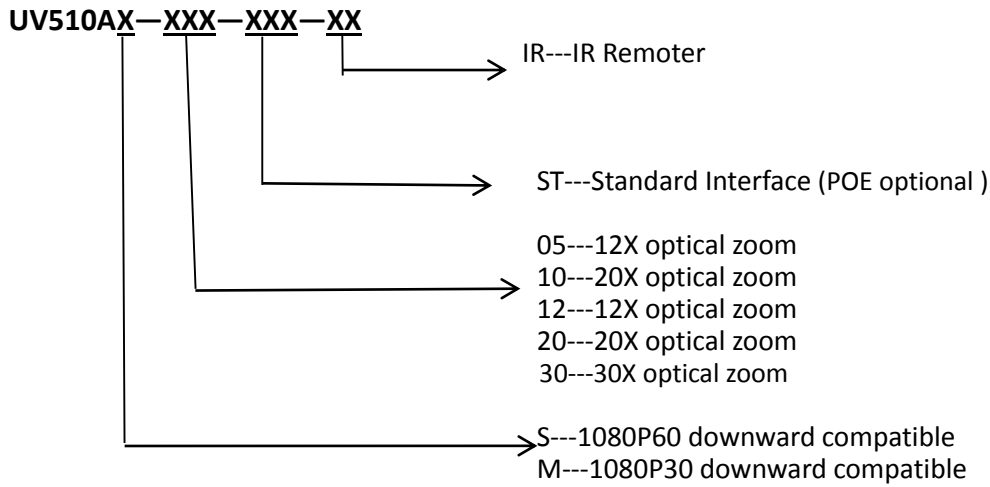 UV510AX—XXX—XXX—XX
IR---IR Remoter
ST---Standard Interface (POE optional )
05---12X optical zoom
10---20X optical zoom
12---12X optical zoom
20---20X optical zoom
30---30X optical zoom
S---1080P60 downward compatible
M---1080P30 downward compatible